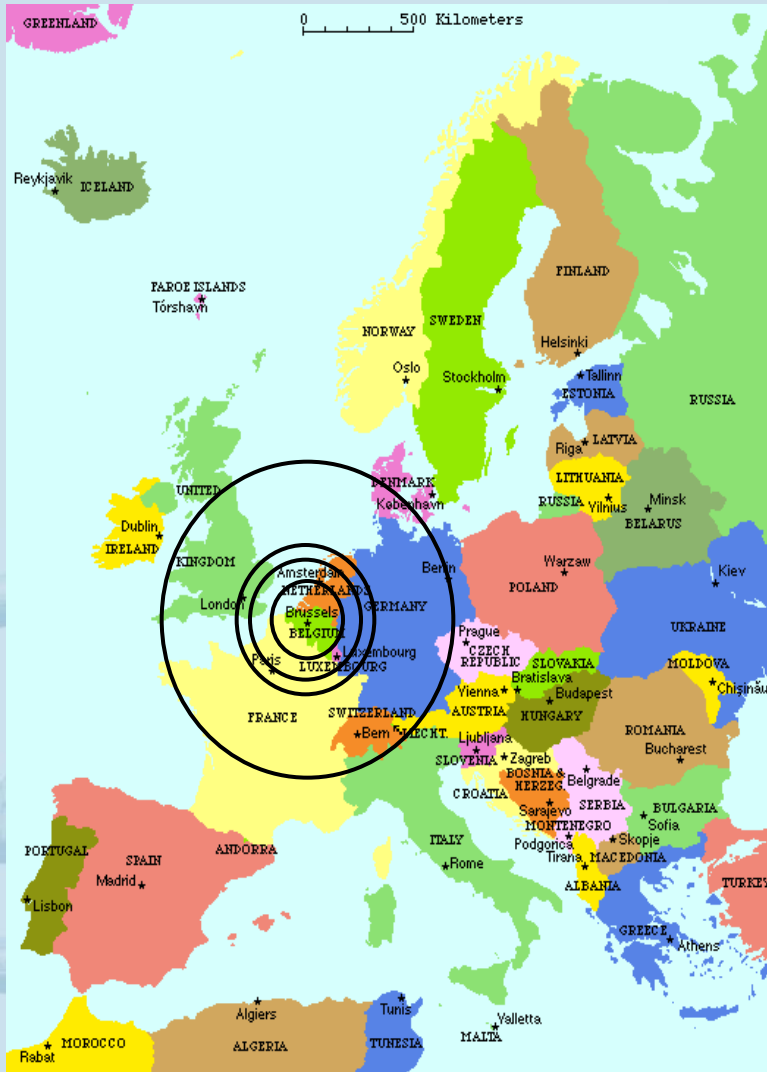 GREENLAND
0 500 Kilometers
Reykjavik
ICELAND
FAROE ISLANDS
Tórshavn
FINLAND
NORWAY
SWEDEN
Helsinki
Oslo
Stockholm
Tallinn
ESTONIA
RUSSIA
Riga
LATVIA
LITHUANIA
RUSSIA
Vilnius
Minsk
BELARUS
DENMARK
København
UNITED
KINGDOM
Dublin
IRELAND
London
Amsterdam
NETHERLANDS
Berlin
GERMANY
Brussels
BELGIUM
Warzaw
POLAND
Kiev
UKRAINE
Luxembourg
LUXEMBOURG
Paris
FRANCE
Prague
CZECH
REPUBLIC
SLOVAKIA
Bratislava
Vienna
AUSTRIA
Budapest
HUNGARY
MOLDOVA
Chişinău
SWITZERLAND
Bern
LIECHT.
Ljubljana
SLOVENIA
Zagreb
CROATIA
BOSNIA &
HERZEG.
Sarajevo
Belgrade
SERBIA
ROMANIA
Bucharest
BULGARIA
Sofia
MONTENEGRO
Podgorica
Skopje
MACEDONIA
Tirana
ALBANIA
ITALY
Rome
ANDORRA
PORTUGAL
Lisbon
SPAIN
Madrid
TURKEY
GREECE
Athens
Valletta
MALTA
Algiers
ALGERIA
Tunis
TUNESIA
MOROCCO
Rabat